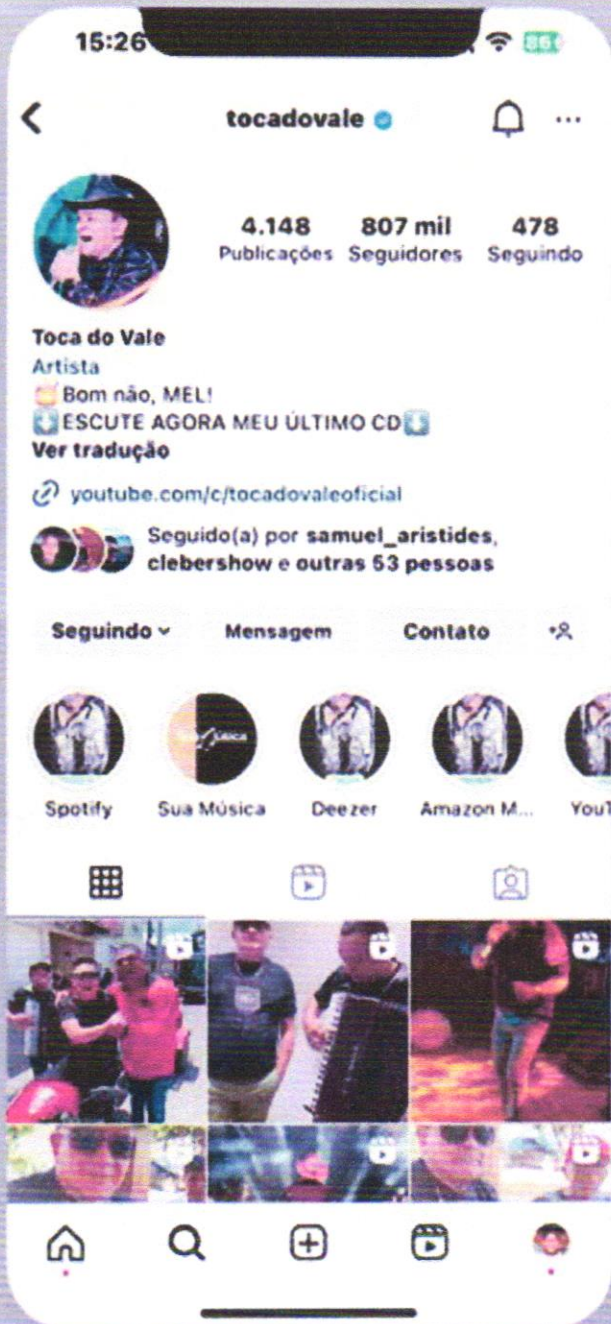 15:26
86
tocadovale
4.148 807 mil 478
Publicações Seguidores Seguindo
Toca do Vale
Artista
Bom não, MEL!
ESCUTE AGORA MEU ÚLTIMO CD
Ver tradução
youtube.com/c/tocadovaleoficial
Seguido(a) por samuel_aristides,
clebershow e outras 53 pessoas
Seguindo Mensagem Contato
Spotify Sua Música Deezer Amazon M... YouT